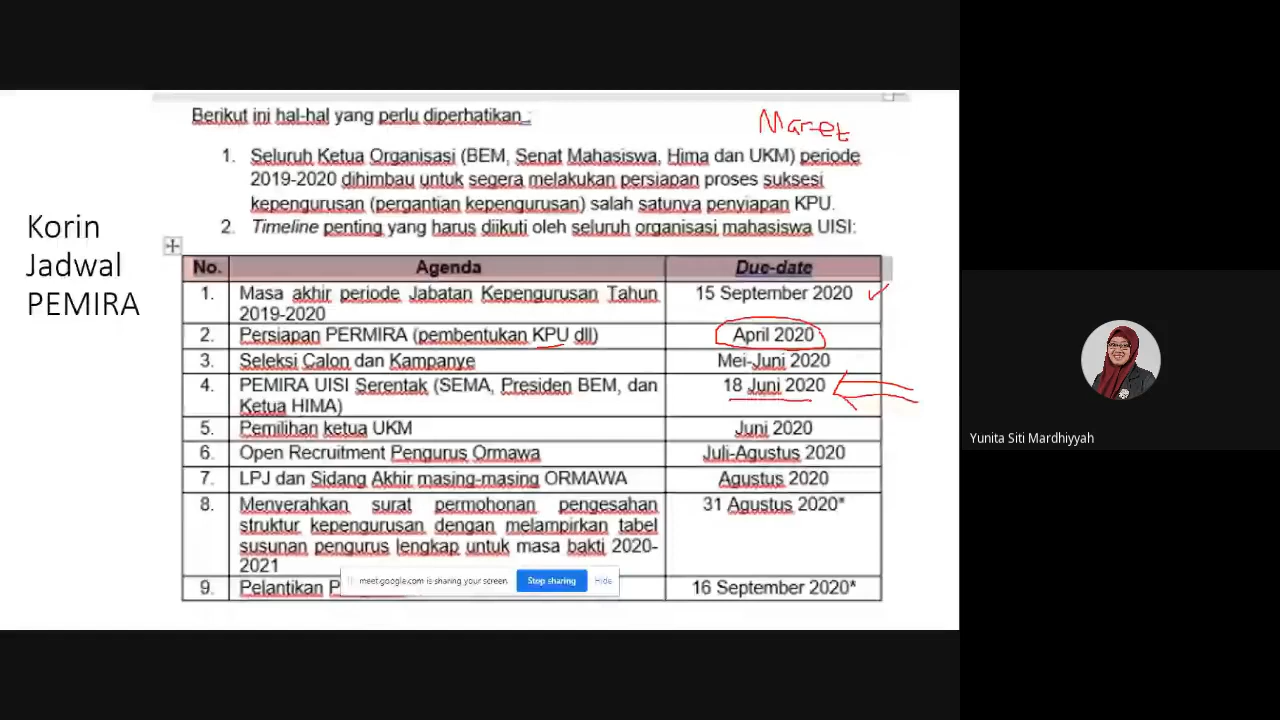 Berikut ini hal-hal yang perlu diperhatikan :
Maret
1. Seluruh Ketua Organisasi (BEM, Senat Mahasiswa, Hima dan UKM) periode
2019-2020 dihimbau untuk segera melakukan persiapan proses suksesi
kepengurusan (pergantian kepengurusan) salah satunya penyiapan KPU.
2. Timeline penting yang harus diikuti oleh seluruh organisasi mahasiswa UISI:
Korin
Jadwal
PEMIRA
No. Agenda Due-date
1. Masa akhir periode Jabatan Kepengurusan Tahun 15 September 2020
2019-2020
2. Persiapan PERMIRA (pembentukan KPU dll) April 2020
3. Seleksi Calon dan Kampanye Mei-Juni 2020
4. PEMIRA UISI Serentak (SEMA, Presiden BEM, dan 18 Juni 2020
Ketua HIMA)
5. Pemilihan ketua UKM Juni 2020
6. Open Recruitment Pengurus Ormawa Juli-Agustus 2020
7. LPJ dan Sidang Akhir masing-masing ORMAWA Agustus 2020
8. Menyerahkan surat permohonan pengesahan 31 Agustus 2020*
struktur kepengurusan dengan melampirkan tabel
susunan pengurus lengkap untuk masa bakti 2020-
2021
9. Pelantikan 16 September 2020*
meet.google.com is sharing your screen. Stop sharing Hide
Yunita Siti Mardhiyyah